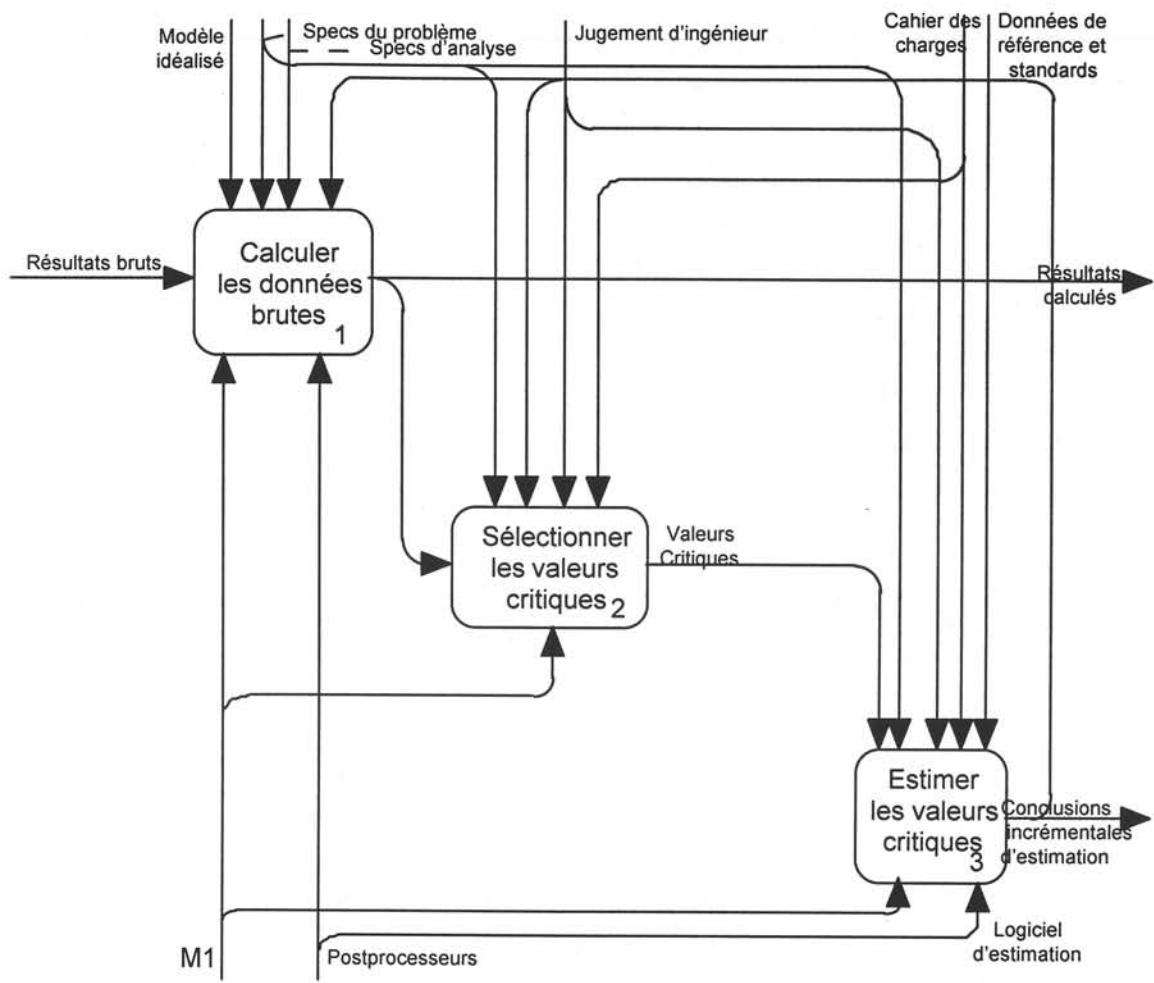 Modèle
idéalisé
Specs du problème
Specs d'analyse
Jugement d'ingénieur
Cahier des
charges
Données de
référence et
standards
Résultats bruts
Calculer
les données
brutes
1
Résultats
calculés
Sélectionner
les valeurs
critiques
2
Valeurs
Critiques
Estimer
les valeurs
critiques
3
Conclusions
incrémentales
d'estimation
M1
Postprocesseurs
Logiciel
d'estimation